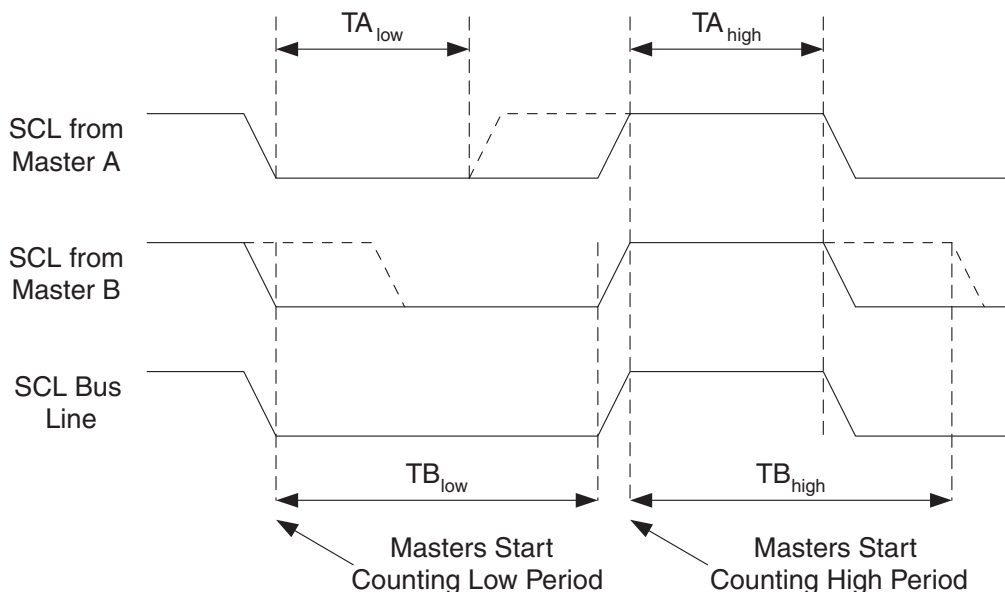 TA low
TA high
SCL from
Master A
SCL from
Master B
SCL Bus
Line
TB low
TB high
Masters Start
Counting Low Period
Masters Start
Counting High Period